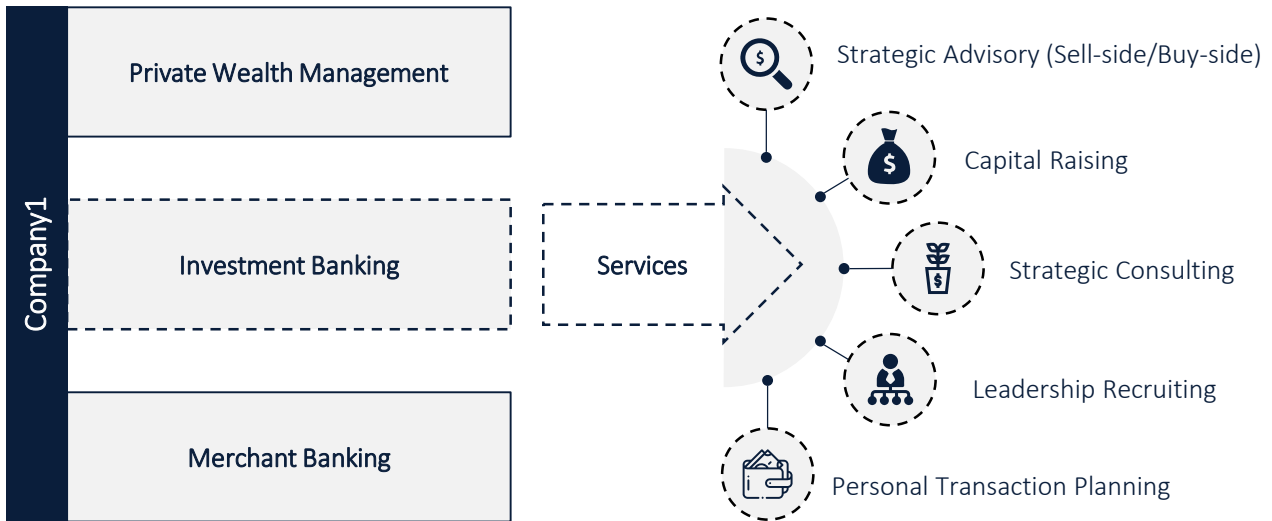 Company1
Private Wealth Management
Investment Banking
Merchant Banking
Services
$
Strategic Advisory (Sell-side/Buy-side)
$
Capital Raising
$
Strategic Consulting
Leadership Recruiting
Personal Transaction Planning